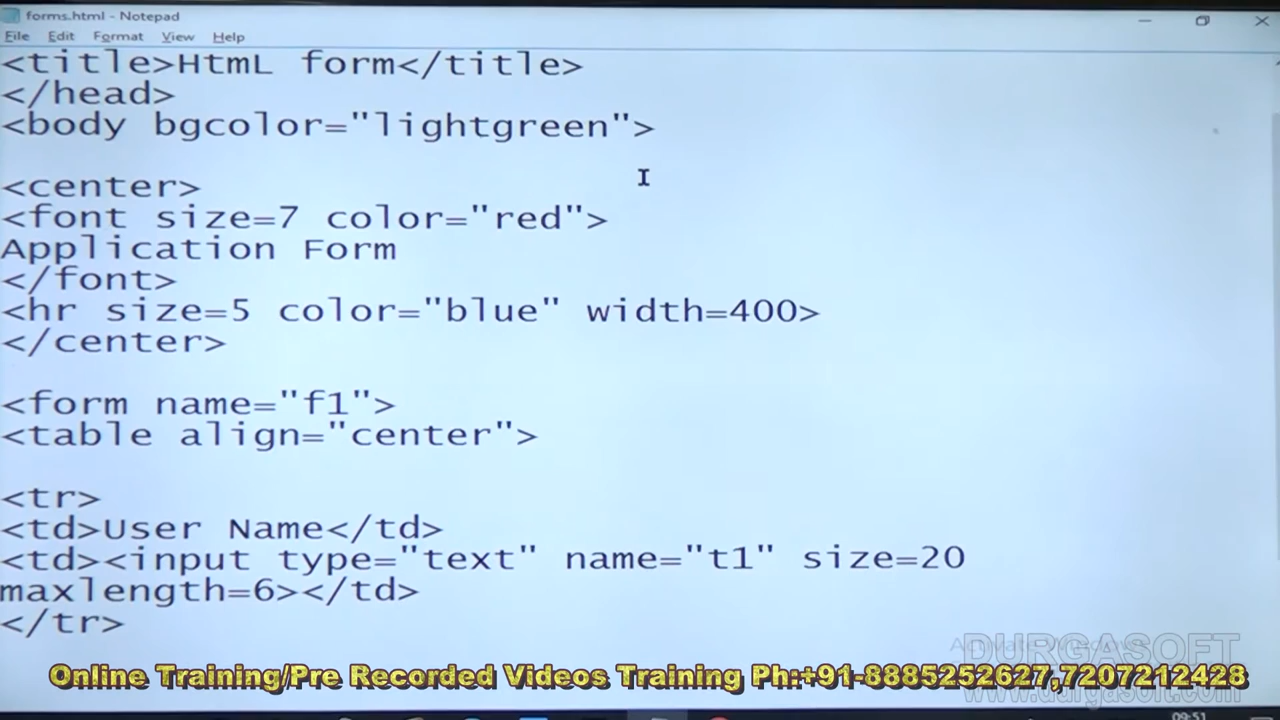 forms.html - Notepad
File Edit Format View Help
<title>HtmL form</title>
</head>
<body bgcolor="lightgreen">
<center>
<font size=7 color="red">
Application Form
</font>
<hr size=5 color="blue" width=400>
</center>
<form name="f1">
<table align="center">
<tr>
<td>User Name</td>
<td><input type="text" name="t1" size=20
maxlength=6></td>
</tr>
DURGASOFT
Online Training/Pre Recorded Videos Training Ph:+91-8885252627,7207212428
www.durgasoft.com
09:51